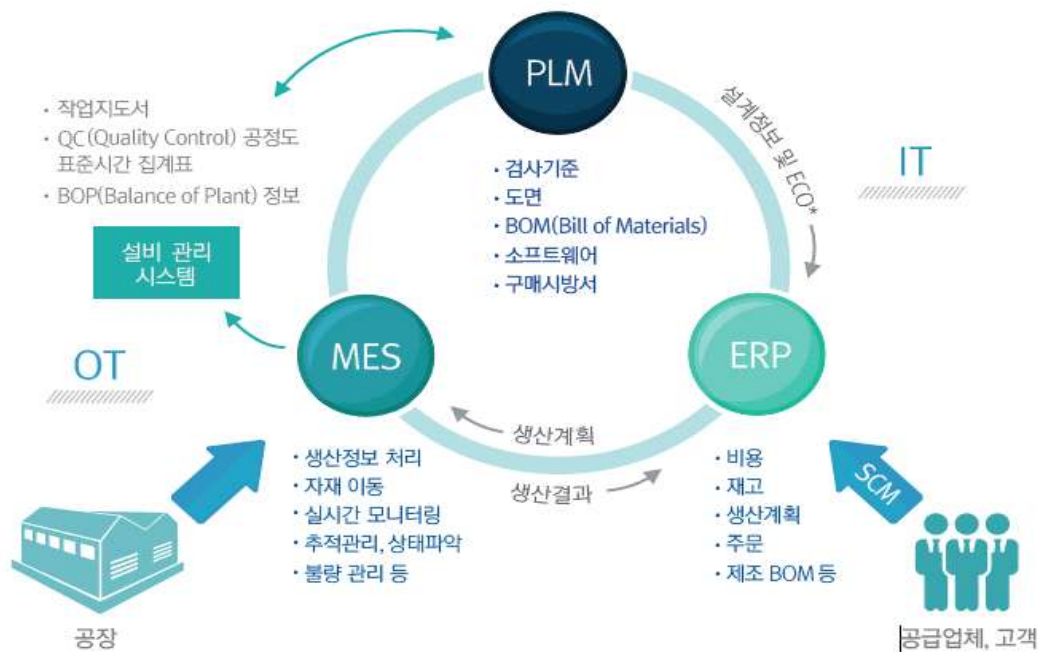 PLM
· 작업지도서
· QC(Quality Control) 공정도
표준시간 집계표
· BOP(Balance of Plant) 정보
설계정보 및 ECO*
IT
· 검사기준
· 도면
· BOM(Bill of Materials)
· 소프트웨어
· 구매시방서
설비 관리
시스템
OT
MES
ERP
생산계획
생산결과
· 생산정보 처리
· 자재 이동
· 실시간 모니터링
· 추적관리, 상태파악
· 불량 관리 등
· 비용
· 재고
· 생산계획
· 주문
· 제조 BOM 등
SCM
공장
공급업체, 고객